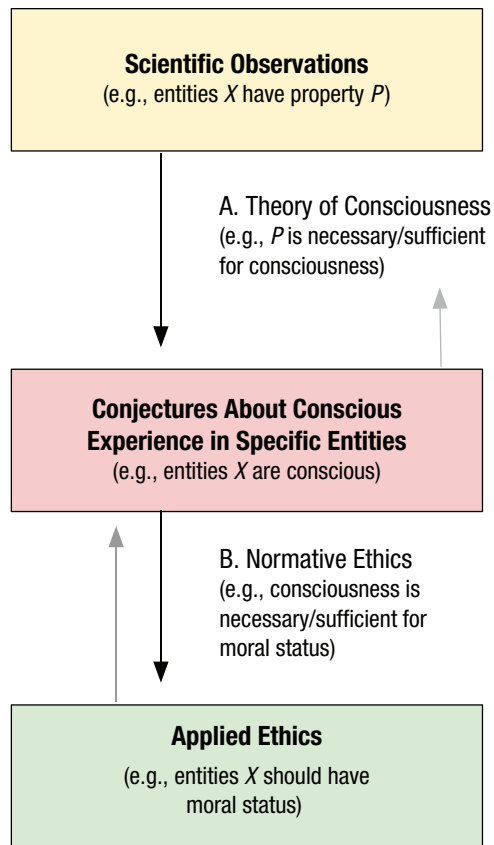 Scientific Observations
(e.g., entities X have property P)
A. Theory of Consciousness
(e.g., P is necessary/sufficient
for consciousness)
Conjectures About Conscious
Experience in Specific Entities
(e.g., entities X are conscious)
B. Normative Ethics
(e.g., consciousness is
necessary/sufficient for
moral status)
Applied Ethics
(e.g., entities X should have
moral status)